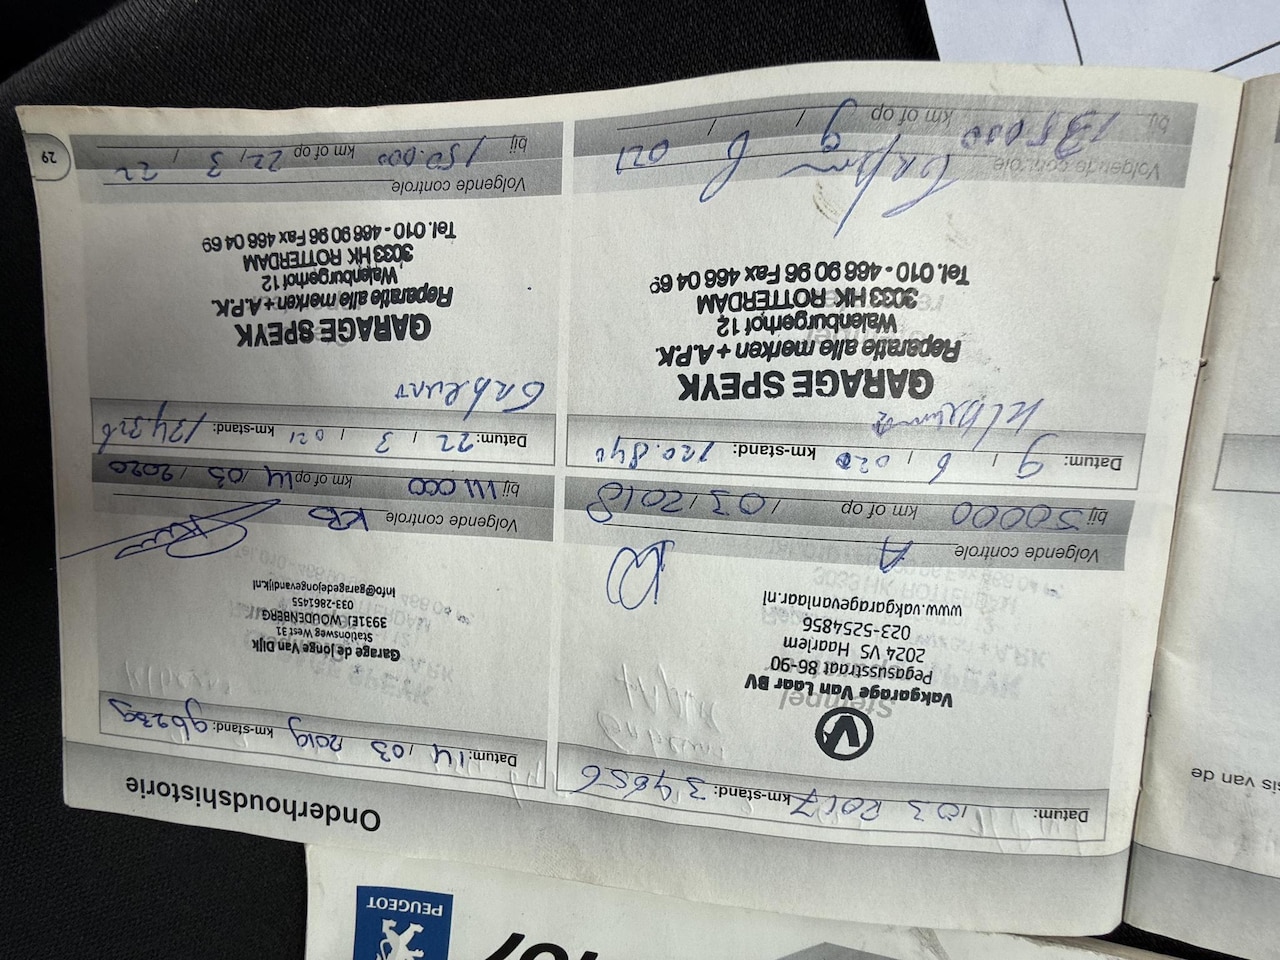 Onderhoudshistorie
Datum: / 03 2017 km-stand: 34656
Stempel
Vakgarage Van Laar BV
Pegasusstraat 86-90
2024 VS Haarlem
023-5254856
www.vakgaragevanlaar.nl
Volgende controle A
bij 50000 km of op / 03 / 2018
Datum: 14 / 03 2019 km-stand: 96239
Garage de Jonge Van Dijk
Stationsweg West 31
3931EJ WOUDENBERG
033-2861455
info@garagedejongevandijk.nl
Volgende controle
bij 111000 km of op 14 / 03 / 2020
Datum: 9 / 6 / 020 km-stand: 120.840
GARAGE SPEYK
Reparatie alle merken + A.P.K.
Walenburgerhof 12
3033 HK ROTTERDAM
Tel. 010 - 466 90 96 Fax 466 04 69
Volgende controle 6 021
bij 135000 km of op 9 / /
Datum: 22 / 3 / 021 km-stand: 134326
GARAGE SPEYK
Reparatie alle merken + A.P.K.
Walenburgerhof 12
3033 HK ROTTERDAM
Tel. 010 - 466 90 96 Fax 466 04 69
Volgende controle
bij 150.000 km of op 22 / 3 / 22
29
PEUGEOT
107
sis van de